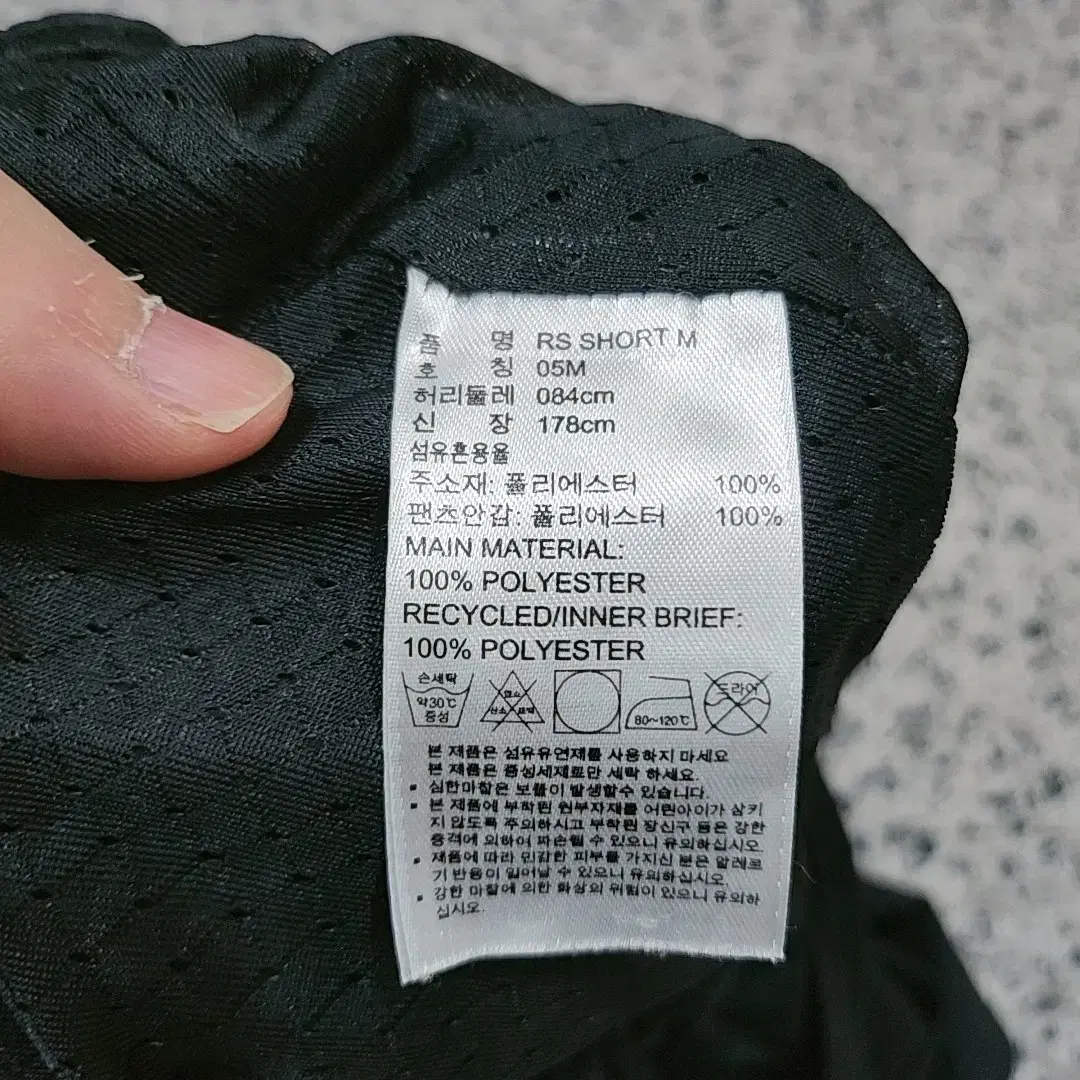 품 명 RS SHORT M
호 칭 05M
허리둘레 084cm
신 장 178cm
섬유혼용율
주소재: 폴리에스터 100%
팬츠안감: 폴리에스터 100%
MAIN MATERIAL:
100% POLYESTER
RECYCLED/INNER BRIEF:
100% POLYESTER
손세탁
약30℃
중성
염소
산소 표백
80~120℃
드라이
본 제품은 섬유유연제를 사용하지 마세요
본 제품은 중성세제로만 세탁 하세요.
▪ 심한마찰은 보풀이 발생할수 있습니다.
▪ 본 제품에 부착된 원부자재를 어린아이가 삼키
지 않도록 주의하시고 부착된 장신구 등은 강한
충격에 의하여 파손될 수 있으니 유의하십시오.
▪ 제품에 따라 민감한 피부를 가지신 분은 알레르
기 반응이 일어날 수 있으니 유의하십시오.
▪ 강한 마찰에 의한 화상의 위험이 있으니 유의하
십시오.